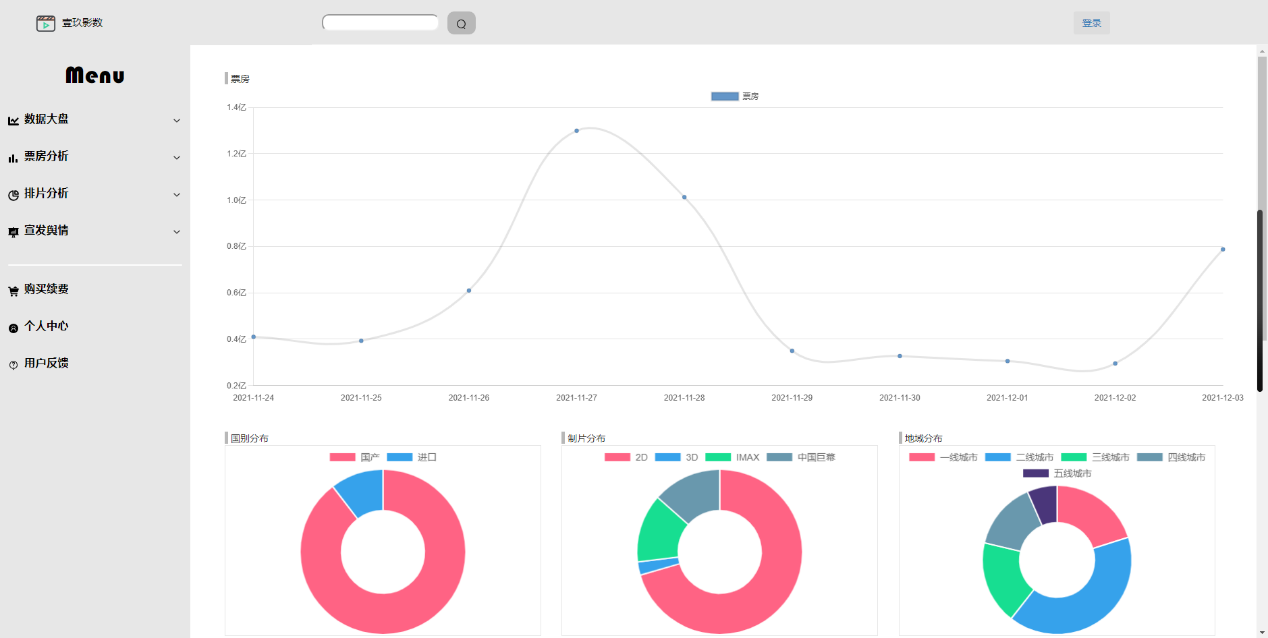 壹玖影数
登录
Menu
数据大盘
票房分析
排片分析
宣发舆情
购买续费
个人中心
用户反馈
票房
票房
1.4亿
1.2亿
1.0亿
0.8亿
0.6亿
0.4亿
0.2亿
2021-11-24 2021-11-25 2021-11-26 2021-11-27 2021-11-28 2021-11-29 2021-11-30 2021-12-01 2021-12-02 2021-12-03
国别分布
国产 进口
制片分布
2D 3D IMAX 中国巨幕
地域分布
一线城市 二线城市 三线城市 四线城市
五线城市